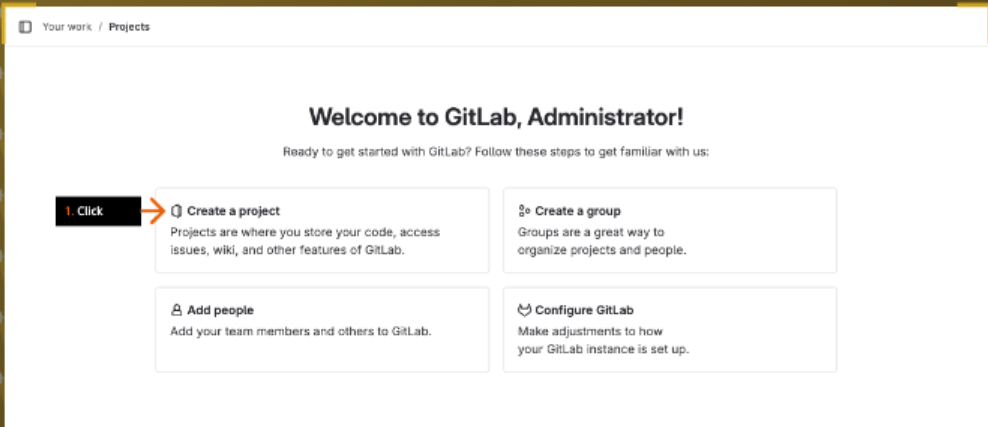 Your work / Projects
Welcome to GitLab, Administrator!
Ready to get started with GitLab? Follow these steps to get familiar with us:
1. Click
Create a project
Projects are where you store your code, access
issues, wiki, and other features of GitLab.
Create a group
Groups are a great way to
organize projects and people.
Add people
Add your team members and others to GitLab.
Configure GitLab
Make adjustments to how
your GitLab instance is set up.